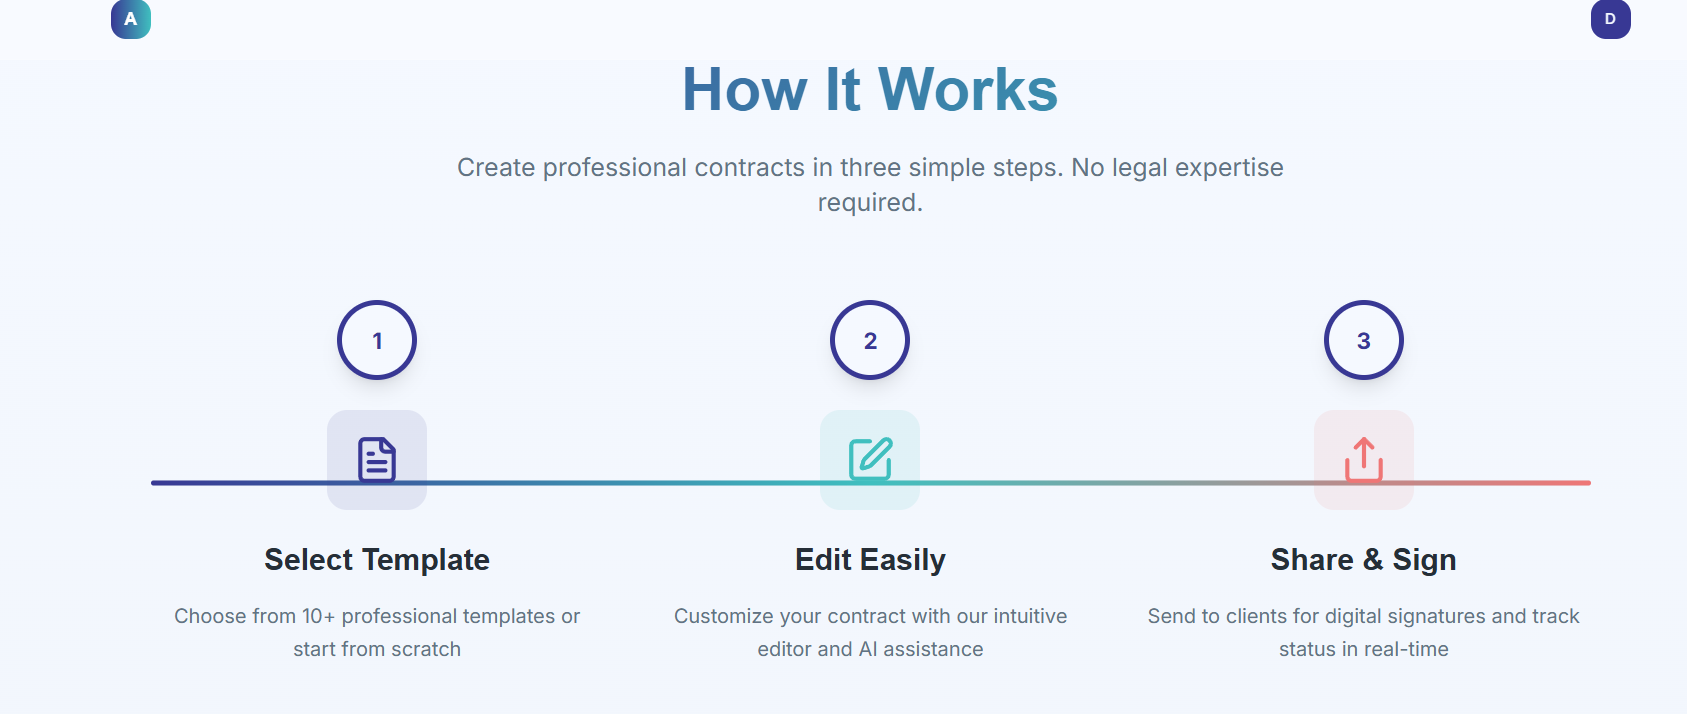 A
D
How It Works
Create professional contracts in three simple steps. No legal expertise
required.
1
2
3
Select Template
Choose from 10+ professional templates or
start from scratch
Edit Easily
Customize your contract with our intuitive
editor and AI assistance
Share & Sign
Send to clients for digital signatures and track
status in real-time